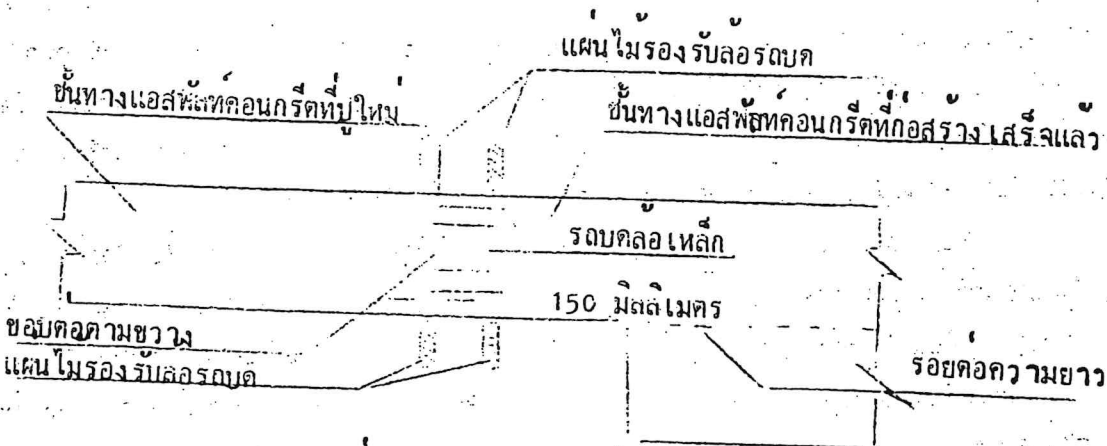 แผ่นไม้รองรับล้อรถบด
ชั้นทางแอสฟัลท์คอนกรีตที่ปูใหม่
ชั้นทางแอสฟัลท์คอนกรีตที่ก่อสร้างเสร็จแล้ว
รถบดล้อเหล็ก
150 มิลลิเมตร
ขอบต่อตามขวาง
แผ่นไม้รองรับล้อรถบด
รอยต่อความยาว